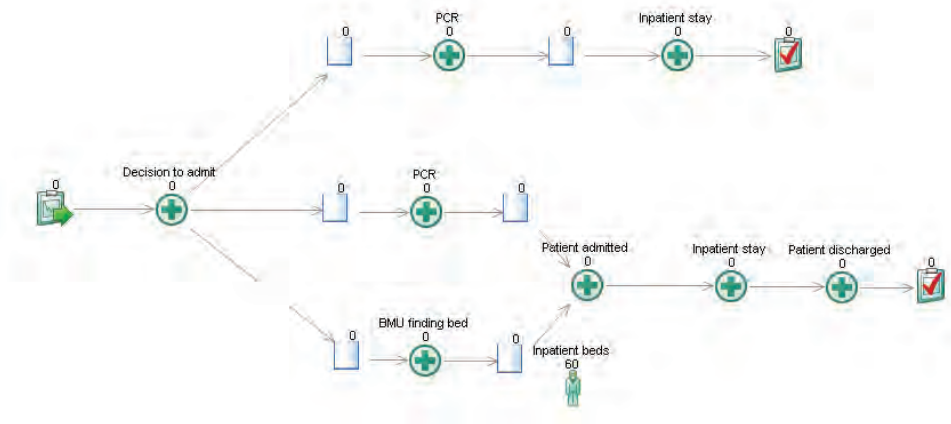 0
PCR
0
0
Inpatient stay
0
0
0
Decision to admit
0
0
PCR
0
0
Patient admitted
0
Inpatient stay
0
Patient discharged
0
0
0
BMU finding bed
0
0
Inpatient beds
60